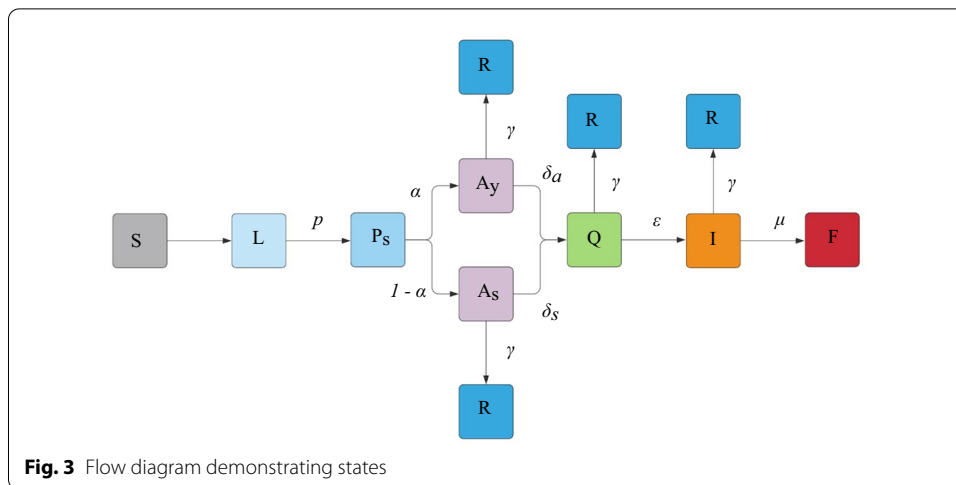 R
γ
R
R
α
Ay
δa
γ
γ
S
L
p
Ps
Q
ε
I
μ
F
1 - α
As
δs
γ
R
Fig. 3 Flow diagram demonstrating states